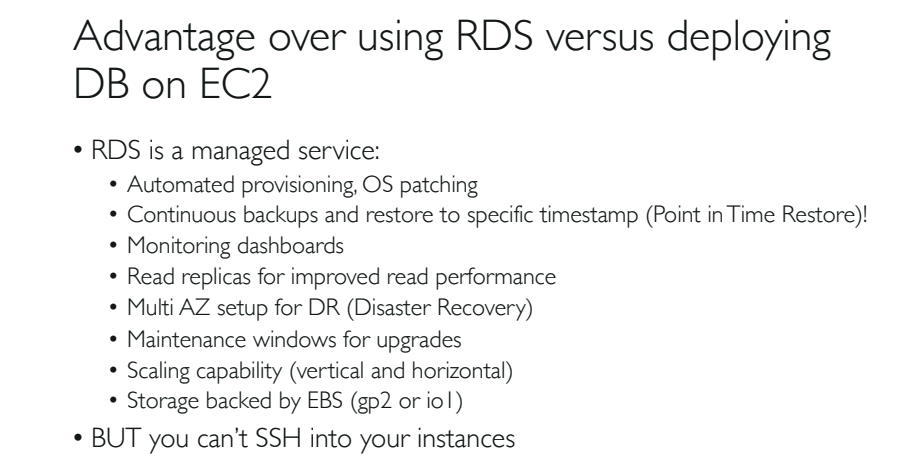 Advantage over using RDS versus deploying
DB on EC2
• RDS is a managed service:
• Automated provisioning, OS patching
• Continuous backups and restore to specific timestamp (Point in Time Restore)!
• Monitoring dashboards
• Read replicas for improved read performance
• Multi AZ setup for DR (Disaster Recovery)
• Maintenance windows for upgrades
• Scaling capability (vertical and horizontal)
• Storage backed by EBS (gp2 or io1)
• BUT you can't SSH into your instances